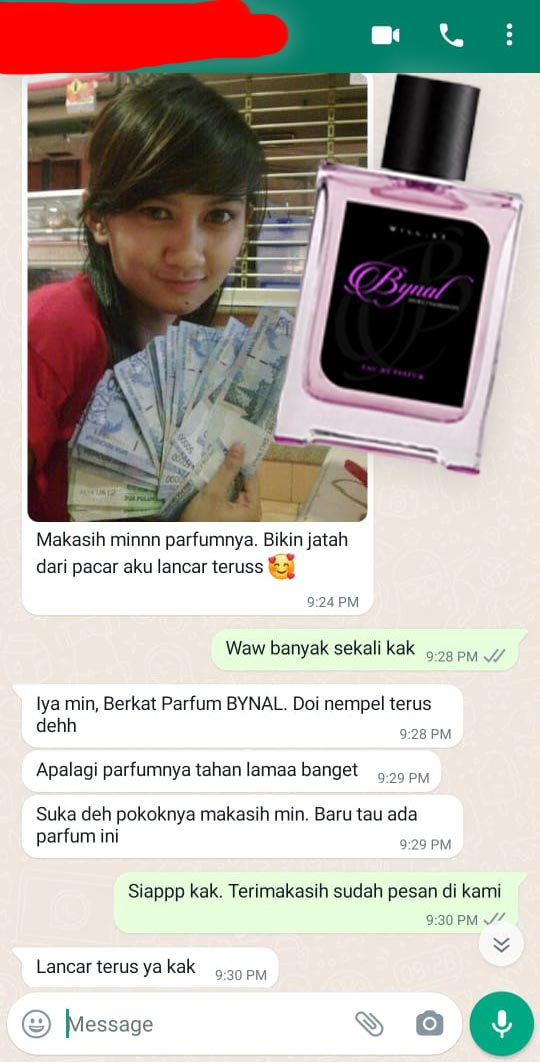 WILL.BY
Bynal
EAU DE PARFUM
Makasih minnn parfumnya. Bikin jatah
dari pacar aku lancar teruss 🥰
9:24 PM
Waw banyak sekali kak
9:28 PM
Iya min, Berkat Parfum BYNAL. Doi nempel terus
dehh
9:28 PM
Apalagi parfumnya tahan lamaa banget
9:29 PM
Suka deh pokoknya makasih min. Baru tau ada
parfum ini
9:29 PM
Siappp kak. Terimakasih sudah pesan di kami
9:30 PM
Lancar terus ya kak
9:30 PM
Message